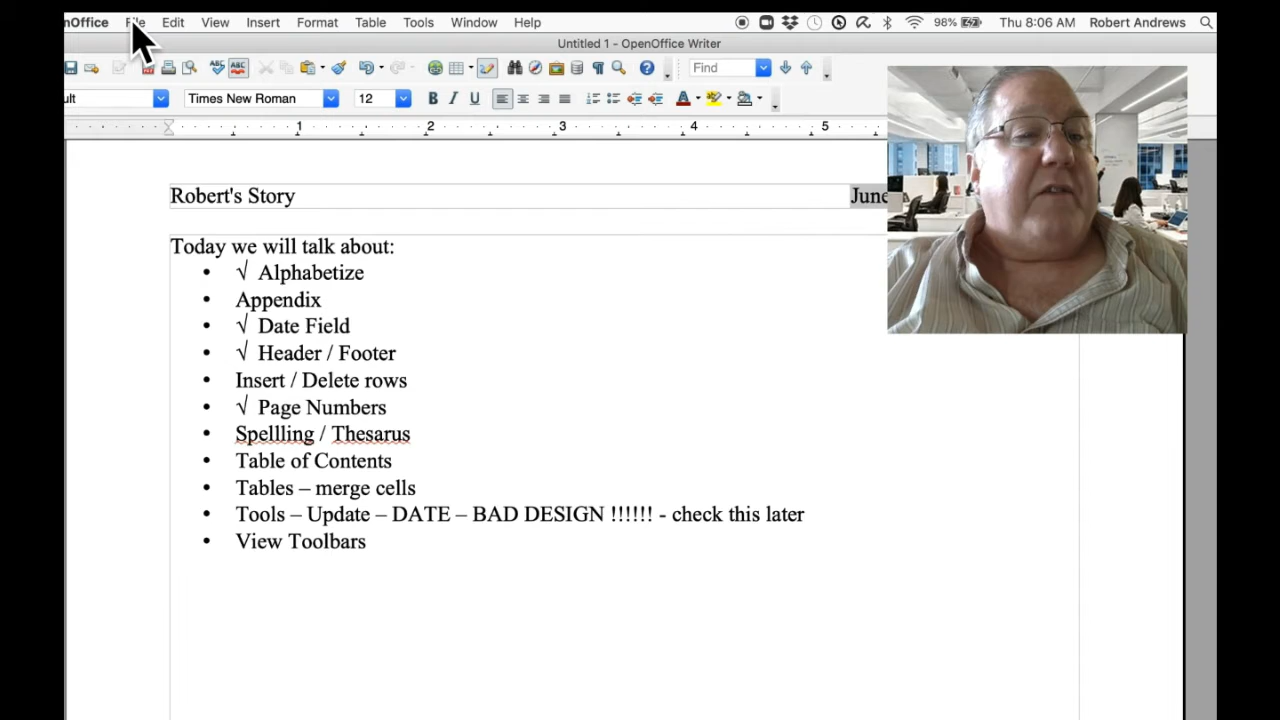 nOffice File Edit View Insert Format Table Tools Window Help 98% Thu 8:06 AM Robert Andrews
Untitled 1 - OpenOffice Writer
ABC ABC Find
ult Times New Roman 12 B I U A
1 2 3 4 5
Robert's Story June
Today we will talk about:
• √ Alphabetize
• Appendix
• √ Date Field
• √ Header / Footer
• Insert / Delete rows
• √ Page Numbers
• Spellling / Thesarus
• Table of Contents
• Tables – merge cells
• Tools – Update – DATE – BAD DESIGN !!!!!! - check this later
• View Toolbars